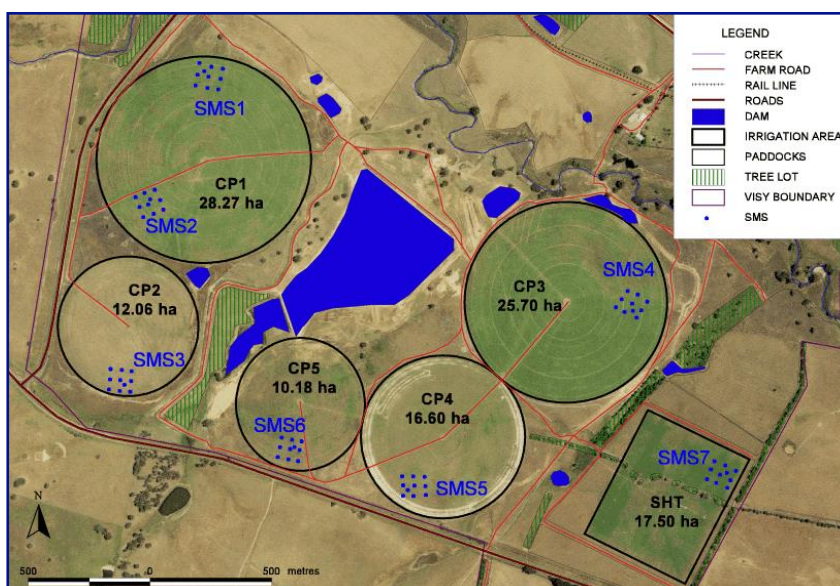 LEGEND
CREEK
FARM ROAD
RAIL LINE
ROADS
DAM
IRRIGATION AREA
PADDOCKS
TREE LOT
VISY BOUNDARY
SMS
SMS1
CP1
28.27 ha
SMS2
CP2
12.06 ha
SMS3
CP3
25.70 ha
SMS4
CP5
10.18 ha
SMS6
CP4
16.60 ha
SMS5
SMS7
SHT
17.50 ha
N
500 0 500 metres